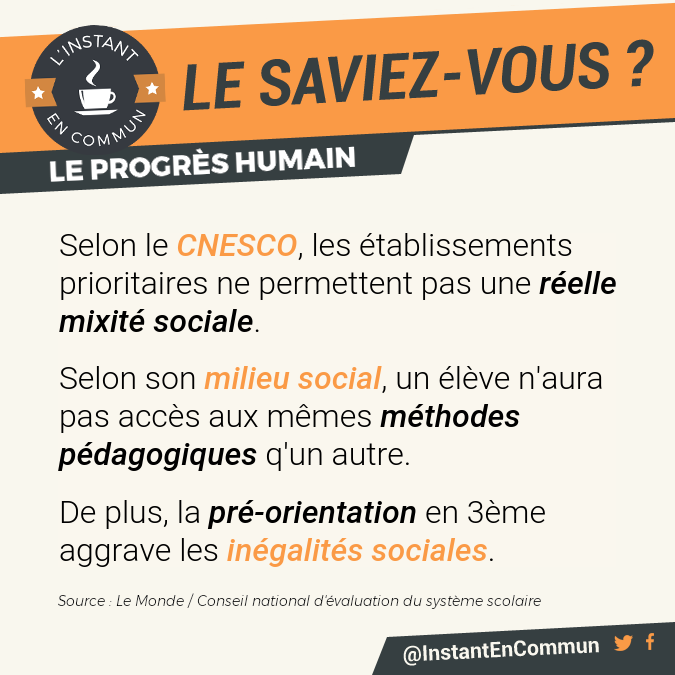 L'INSTANT
EN COMMUN
LE SAVIEZ-VOUS ?
LE PROGRÈS HUMAIN
Selon le CNESCO, les établissements
prioritaires ne permettent pas une réelle
mixité sociale.
Selon son milieu social, un élève n'aura
pas accès aux mêmes méthodes
pédagogiques q'un autre.
De plus, la pré-orientation en 3ème
aggrave les inégalités sociales.
Source : Le Monde / Conseil national d'évaluation du système scolaire
@InstantEnCommun